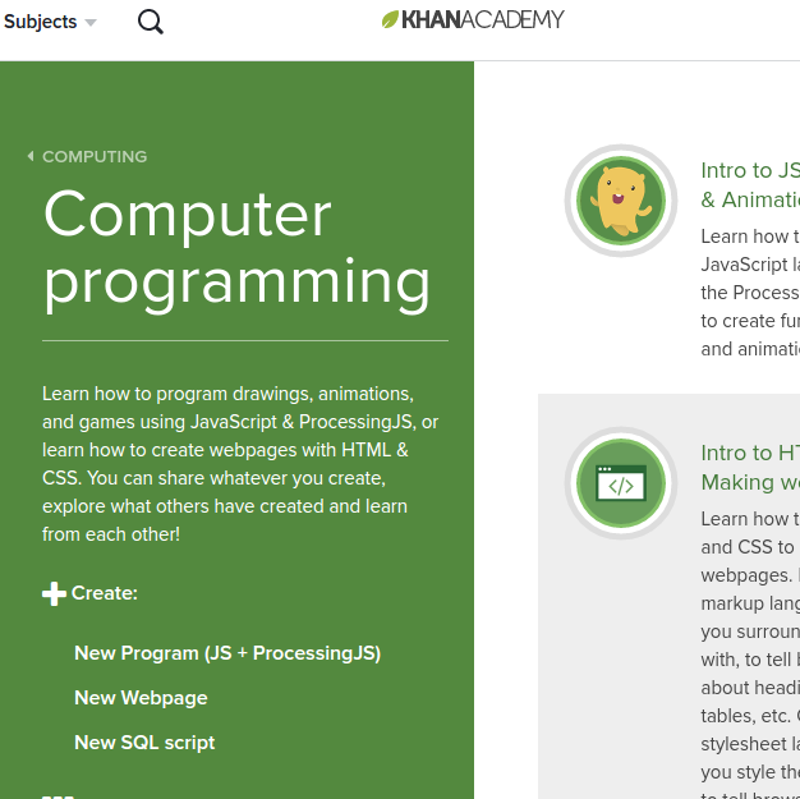 Subjects
KHANACADEMY
COMPUTING
Computer
programming
Learn how to program drawings, animations,
and games using JavaScript & ProcessingJS, or
learn how to create webpages with HTML &
CSS. You can share whatever you create,
explore what others have created and learn
from each other!
Create:
New Program (JS + ProcessingJS)
New Webpage
New SQL script
Intro to JS
& Animati
Learn how t
JavaScript la
the Process
to create fu
and animati
</>
Intro to HT
Making we
Learn how t
and CSS to
webpages.
markup lang
you surroun
with, to tell b
about headi
tables, etc.
stylesheet la
you style the